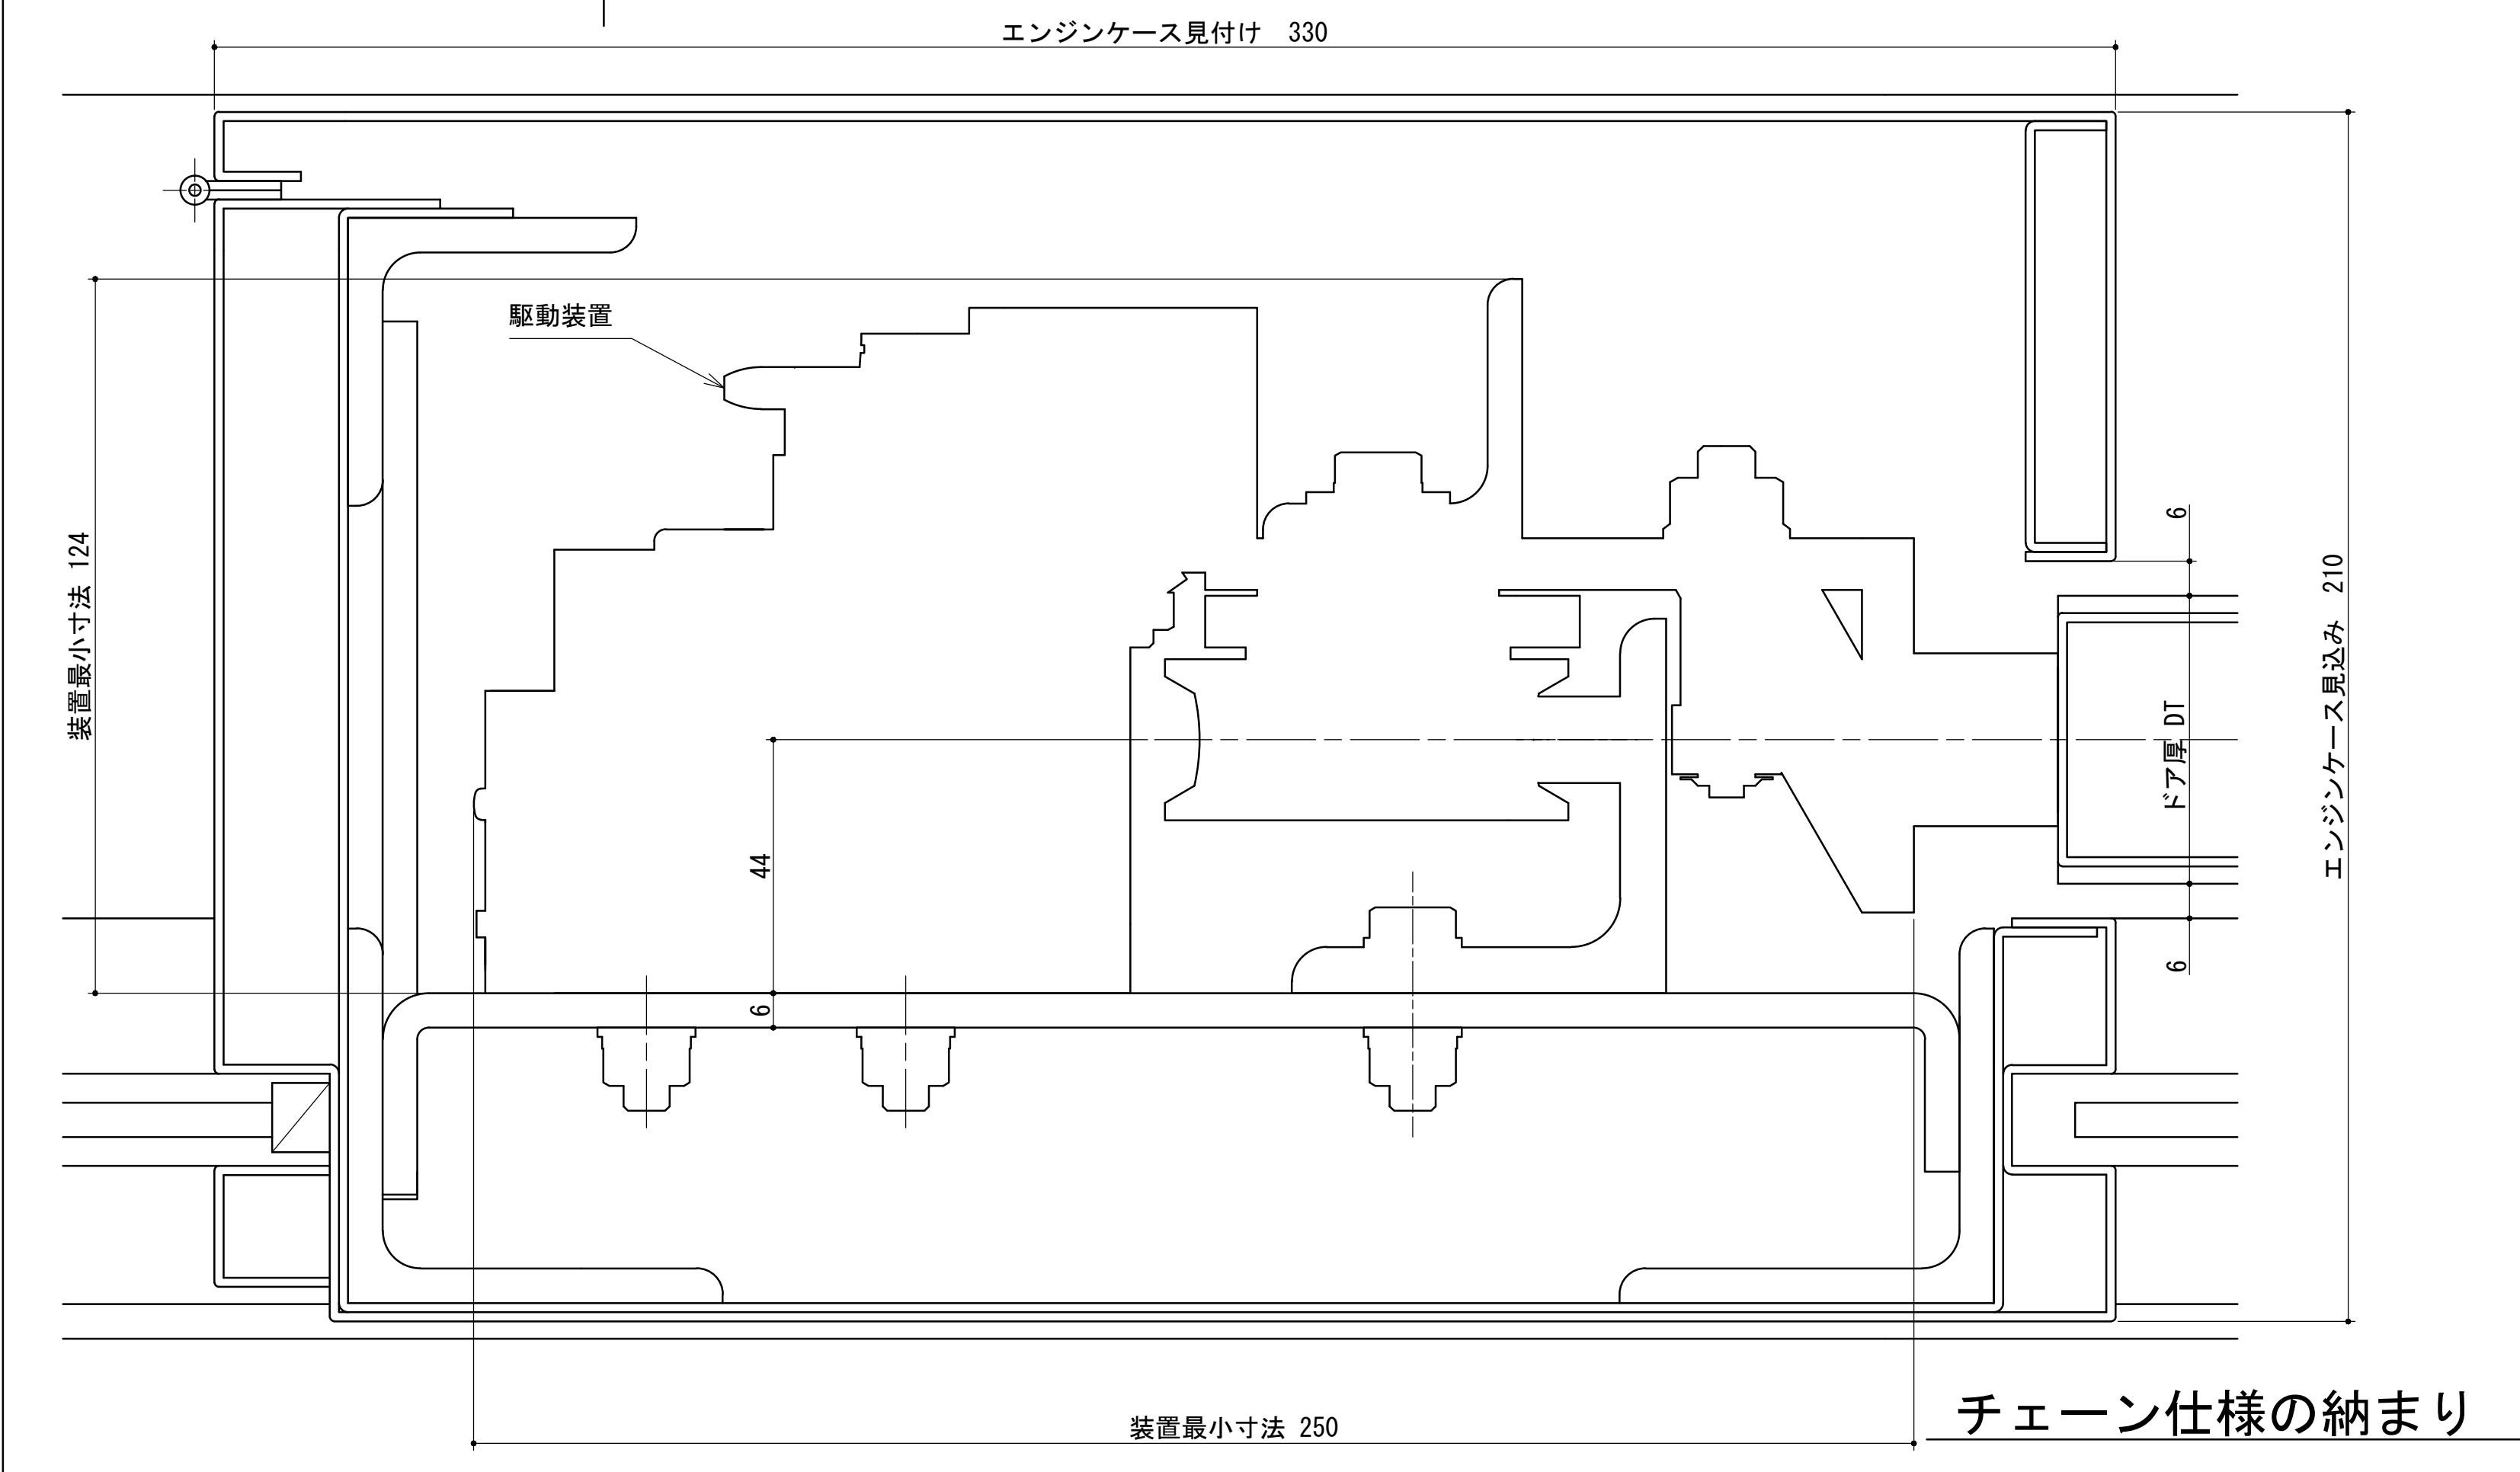 エンジンケース見付け 330
駆動装置
装置最小寸法 124
6
エンジンケース見込み 210
ドア厚 DT
44
6
6
装置最小寸法 250
チェーン仕様の納まり